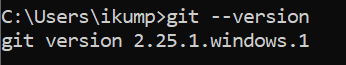 C:\Users\ikump>git --version
git version 2.25.1.windows.1